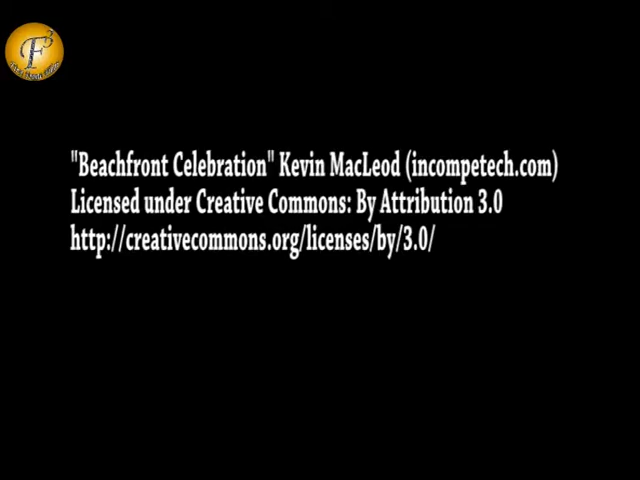 F3
"Beachfront Celebration" Kevin MacLeod (incompetech.com)
Licensed under Creative Commons: By Attribution 3.0
http://creativecommons.org/licenses/by/3.0/